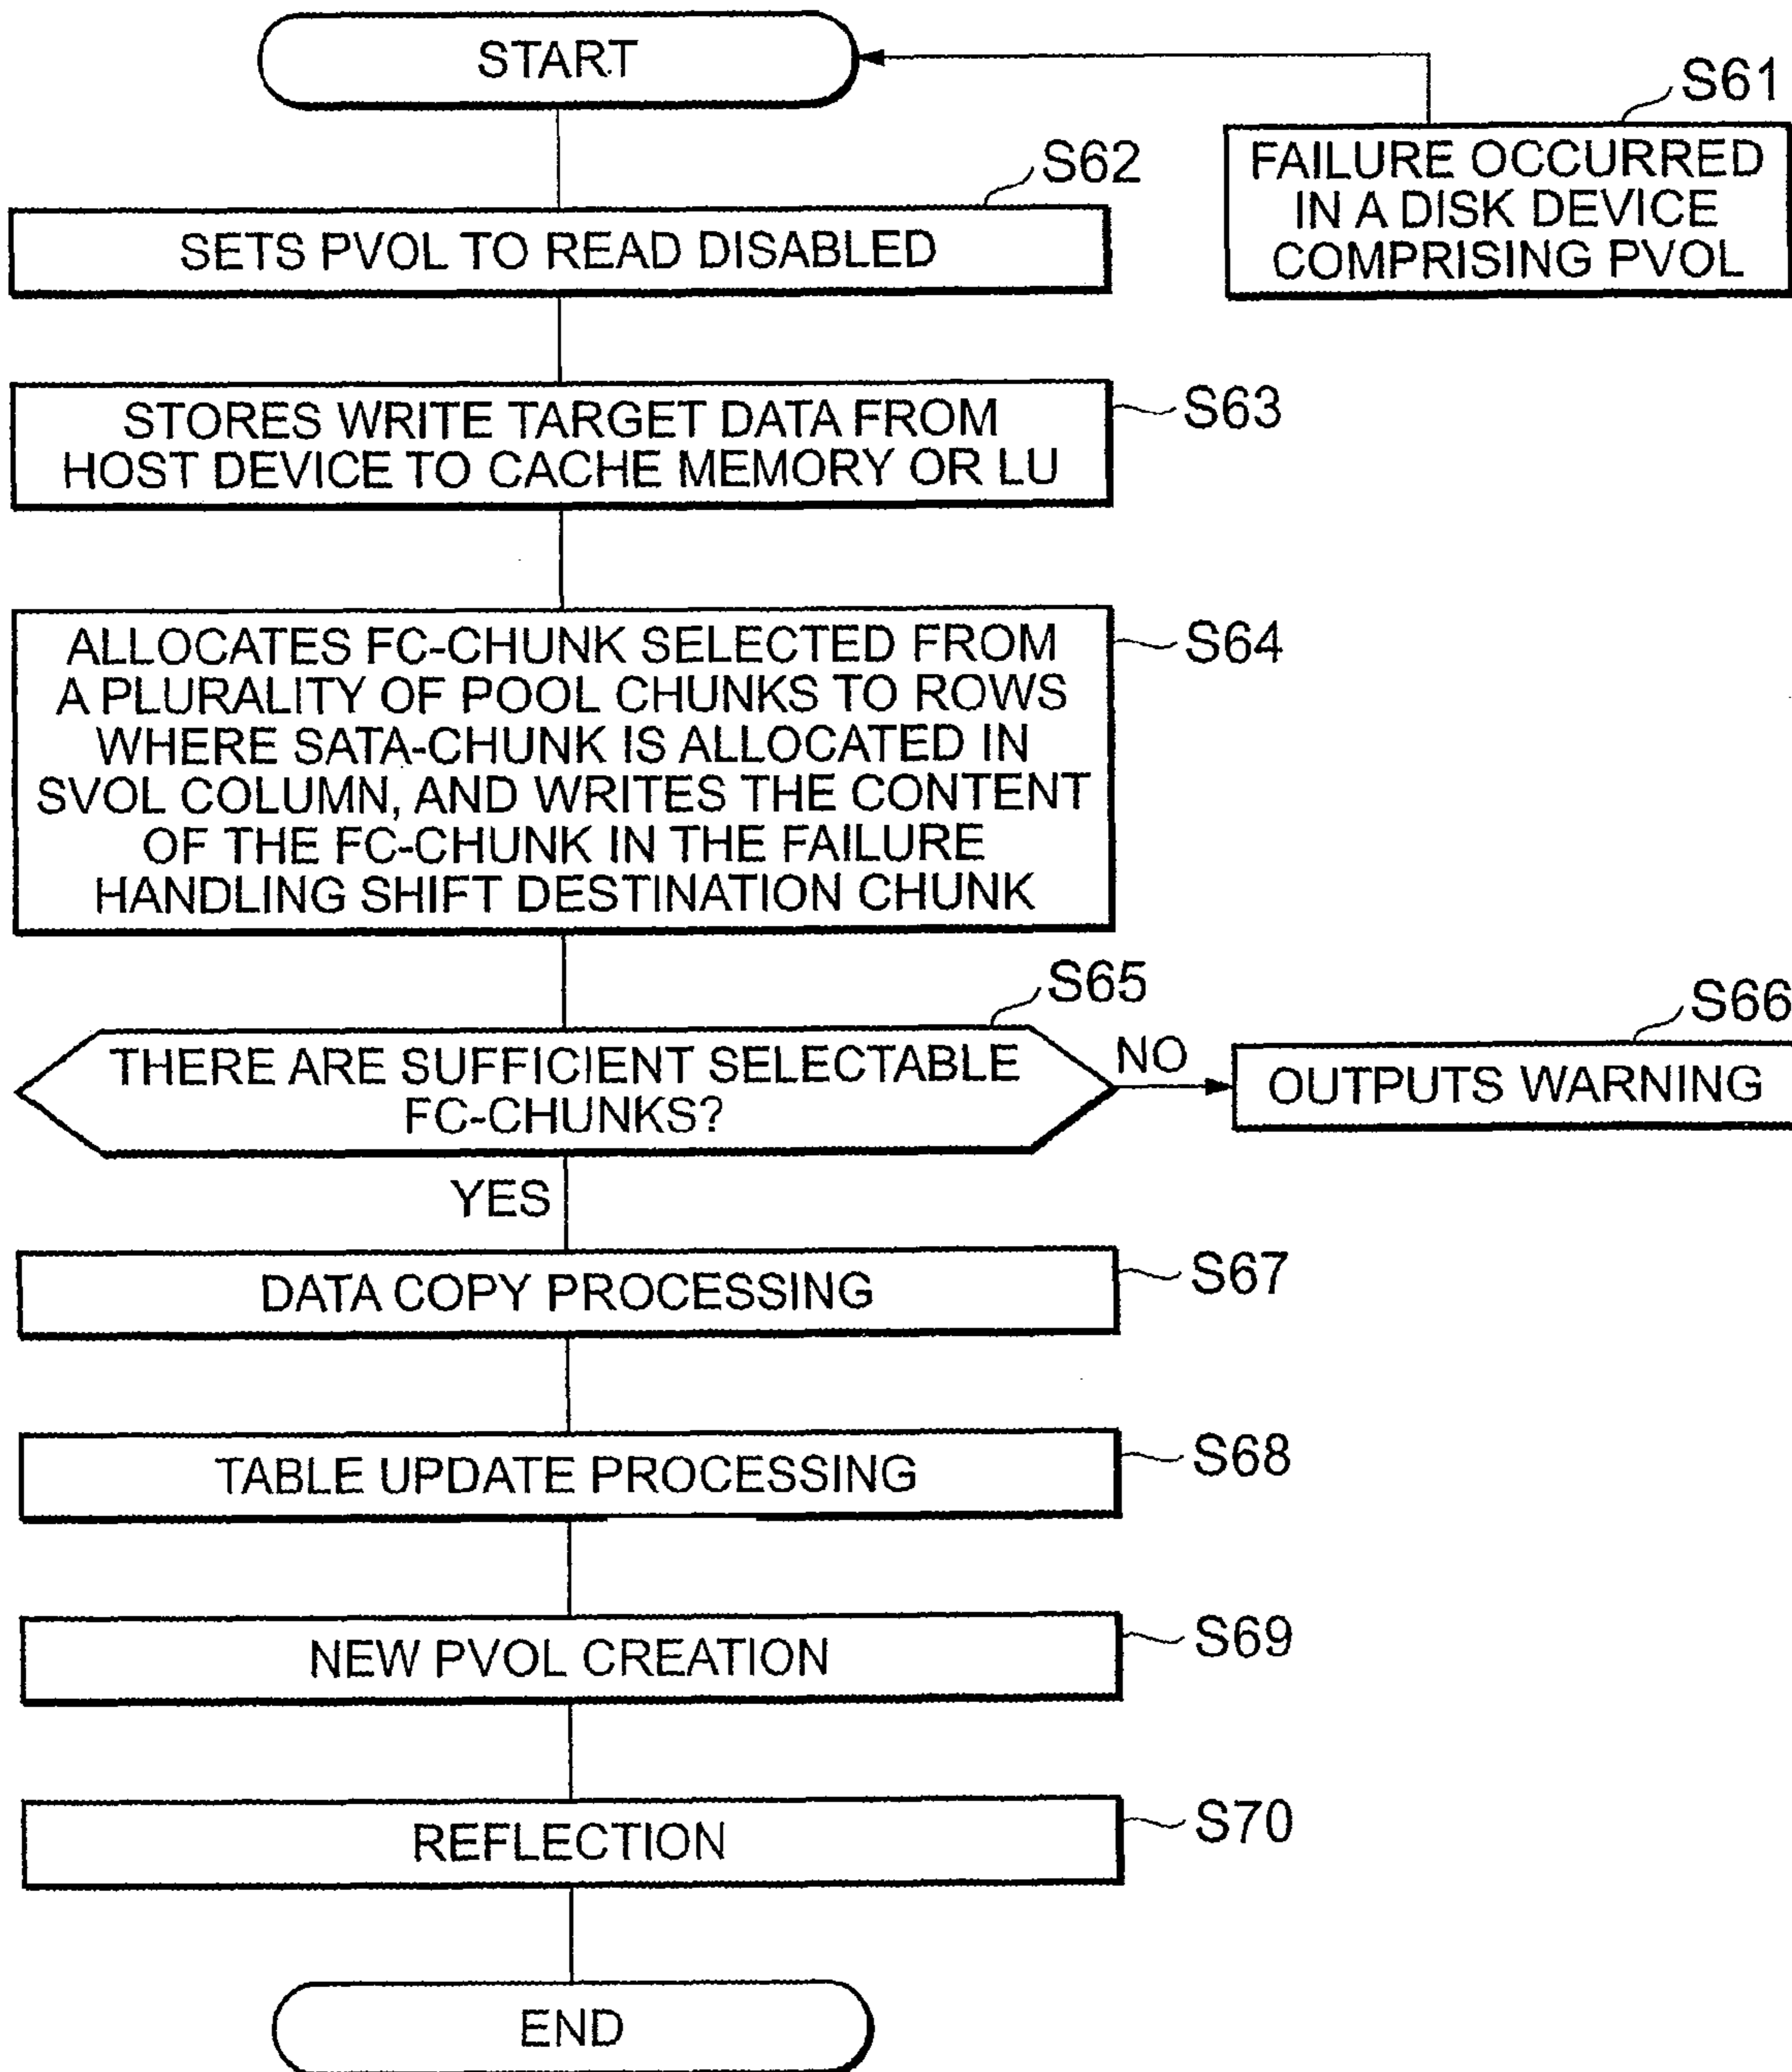 START
S61
FAILURE OCCURRED
IN A DISK DEVICE
COMPRISING PVOL
S62
SETS PVOL TO READ DISABLED
STORES WRITE TARGET DATA FROM
HOST DEVICE TO CACHE MEMORY OR LU
S63
ALLOCATES FC-CHUNK SELECTED FROM
A PLURALITY OF POOL CHUNKS TO ROWS
WHERE SATA-CHUNK IS ALLOCATED IN
SVOL COLUMN, AND WRITES THE CONTENT
OF THE FC-CHUNK IN THE FAILURE
HANDLING SHIFT DESTINATION CHUNK
S64
S65
THERE ARE SUFFICIENT SELECTABLE
FC-CHUNKS?
NO
S66
OUTPUTS WARNING
YES
DATA COPY PROCESSING
S67
TABLE UPDATE PROCESSING
S68
NEW PVOL CREATION
S69
REFLECTION
S70
END